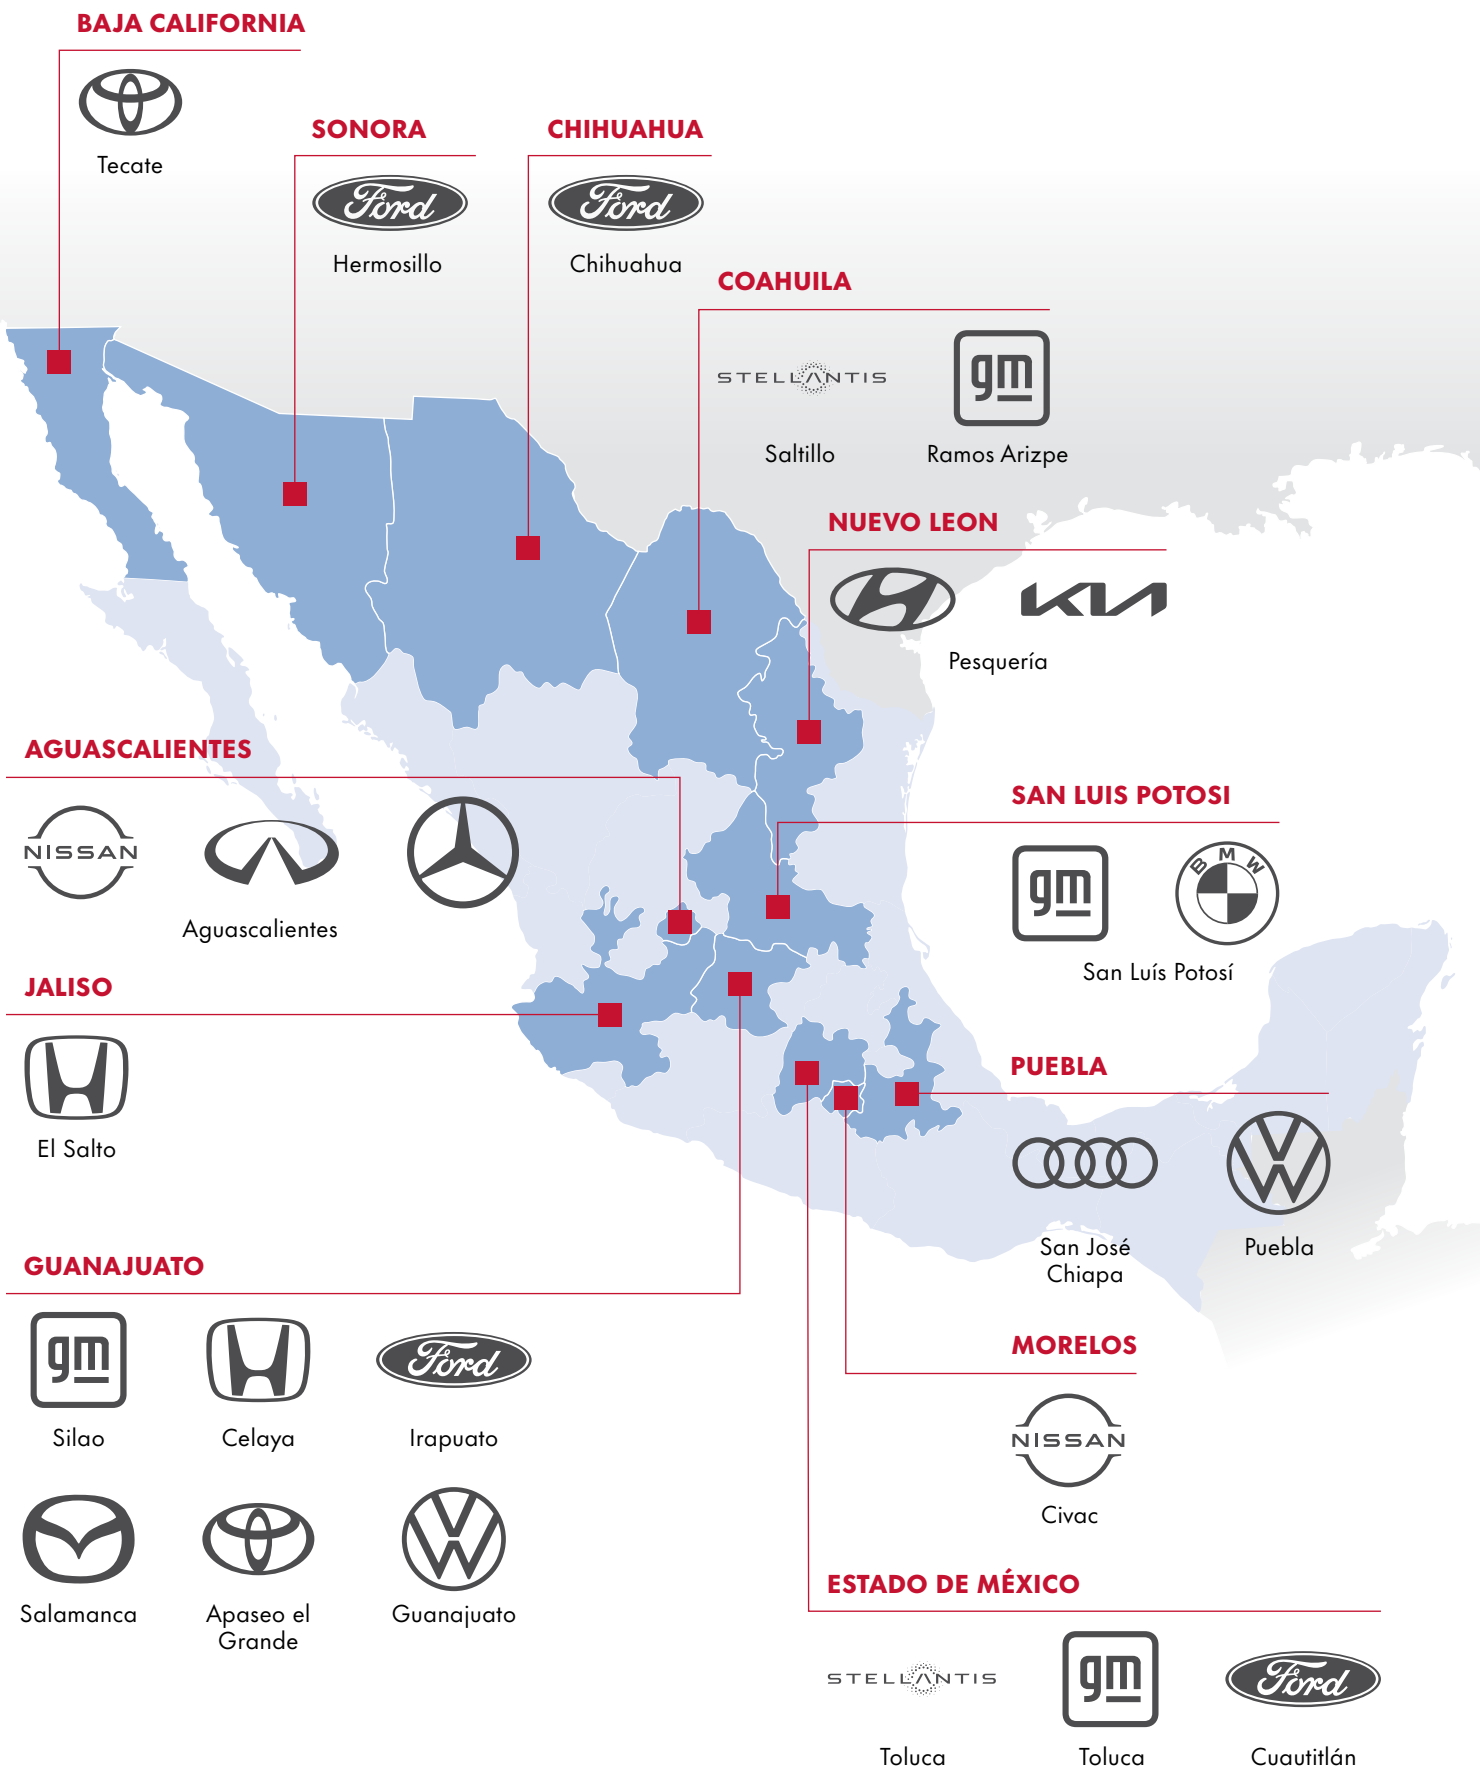 BAJA CALIFORNIA
Tecate
SONORA
Ford
Hermosillo
CHIHUAHUA
Ford
Chihuahua
COAHUILA
STELLANTIS
Saltillo
gm
Ramos Arizpe
NUEVO LEON
KIA
Pesquería
AGUASCALIENTES
NISSAN
Aguascalientes
SAN LUIS POTOSI
gm
BMW
San Luís Potosí
JALISO
El Salto
PUEBLA
San José
Chiapa
VW
Puebla
GUANAJUATO
gm
Silao
Celaya
Ford
Irapuato
Salamanca
Apaseo el
Grande
VW
Guanajuato
MORELOS
NISSAN
Civac
ESTADO DE MÉXICO
STELLANTIS
Toluca
gm
Toluca
Ford
Cuautitlán